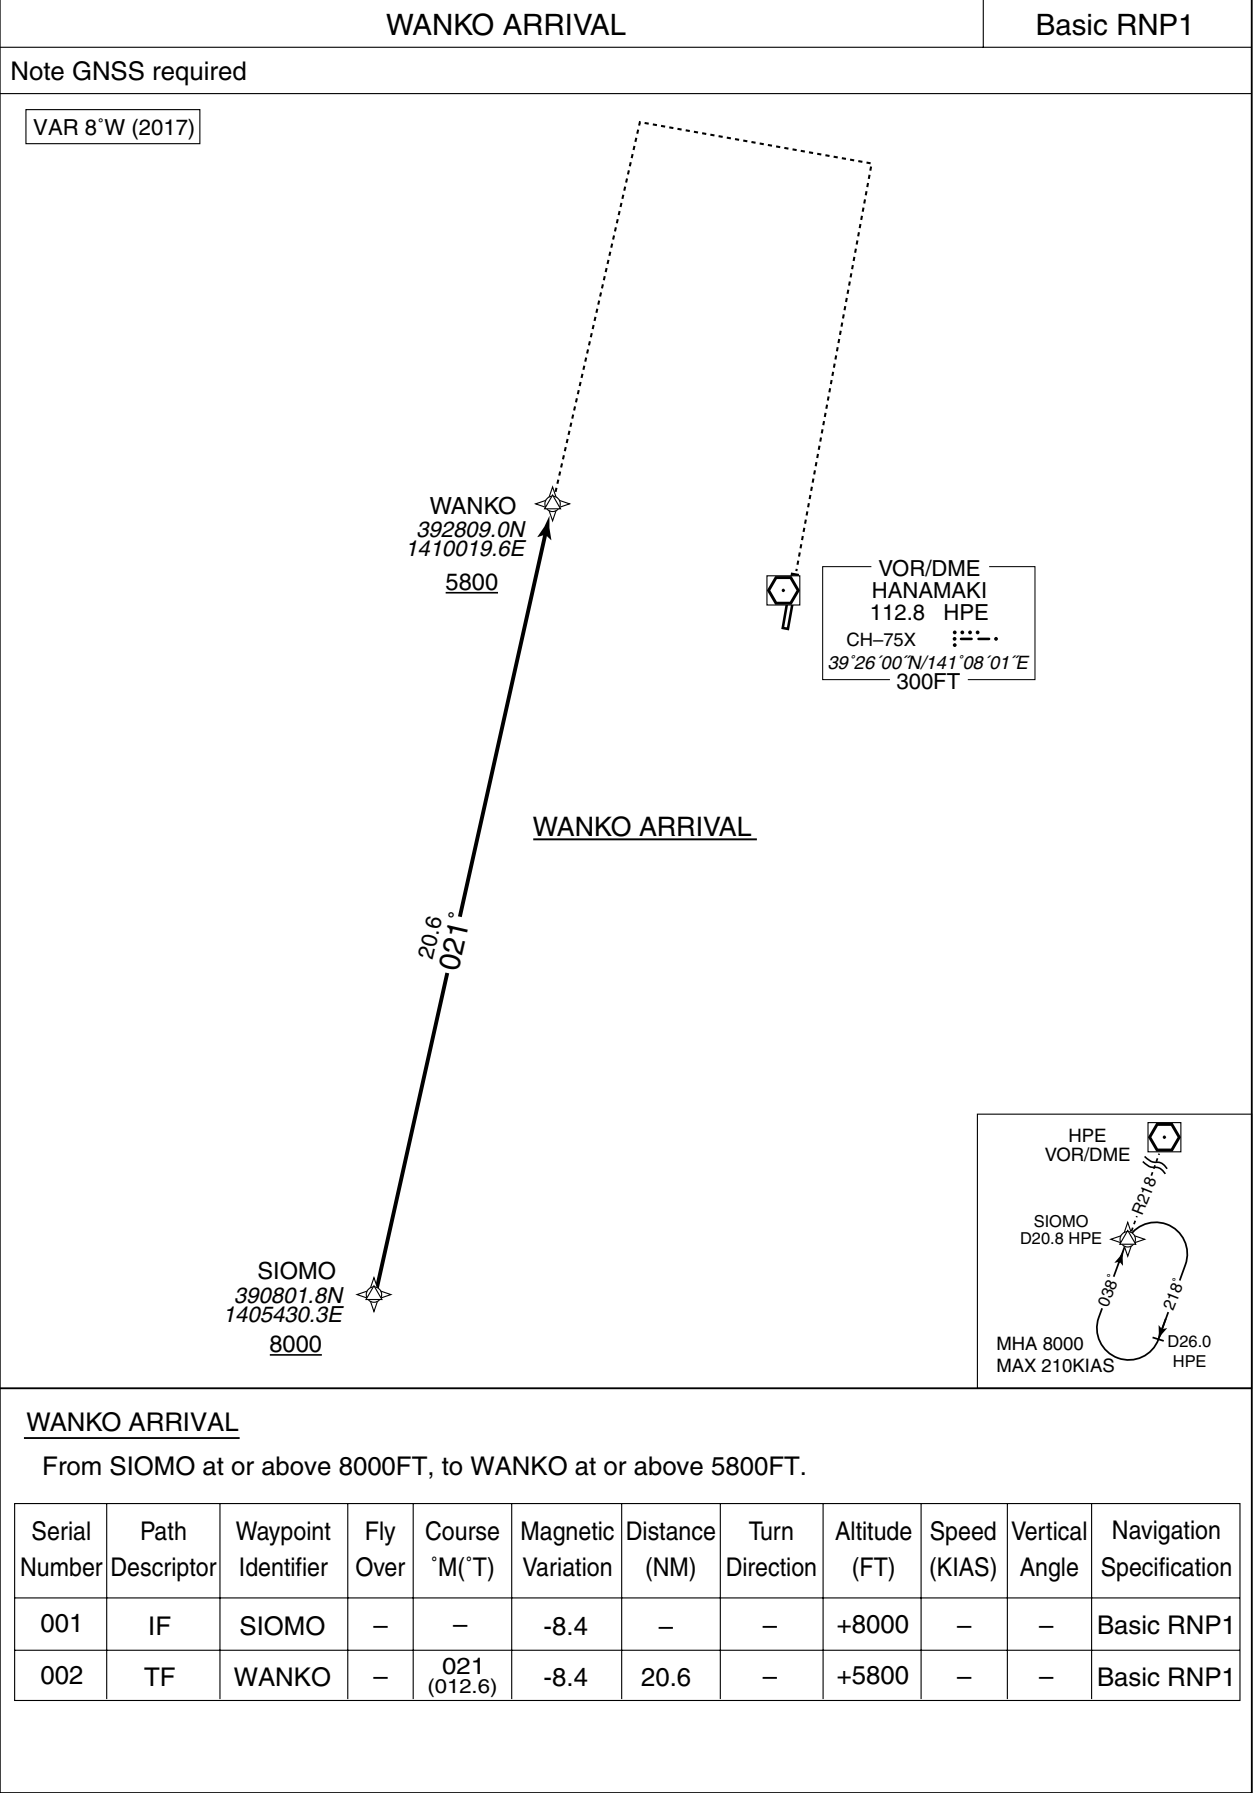 WANKO ARRIVAL
Basic RNP1
Note GNSS required
VAR 8˚W (2017)
WANKO
392809.0N
1410019.6E
5800
VOR/DME
HANAMAKI
112.8 HPE
CH–75X
39˚26´00˝N/141˚08´01˝E
300FT
WANKO ARRIVAL
20.6
021˚
SIOMO
390801.8N
1405430.3E
8000
HPE
VOR/DME
R218
SIOMO
D20.8 HPE
038˚
218˚
D26.0
HPE
MHA 8000
MAX 210KIAS
WANKO ARRIVAL
From SIOMO at or above 8000FT, to WANKO at or above 5800FT.
Serial Number Path Descriptor Waypoint Identifier Fly Over Course ˚M(˚T) Magnetic Variation Distance (NM) Turn Direction Altitude (FT) Speed (KIAS) Vertical Angle Navigation Specification
001 IF SIOMO – – -8.4 – – +8000 – – Basic RNP1
002 TF WANKO – 021 (012.6) -8.4 20.6 – +5800 – – Basic RNP1